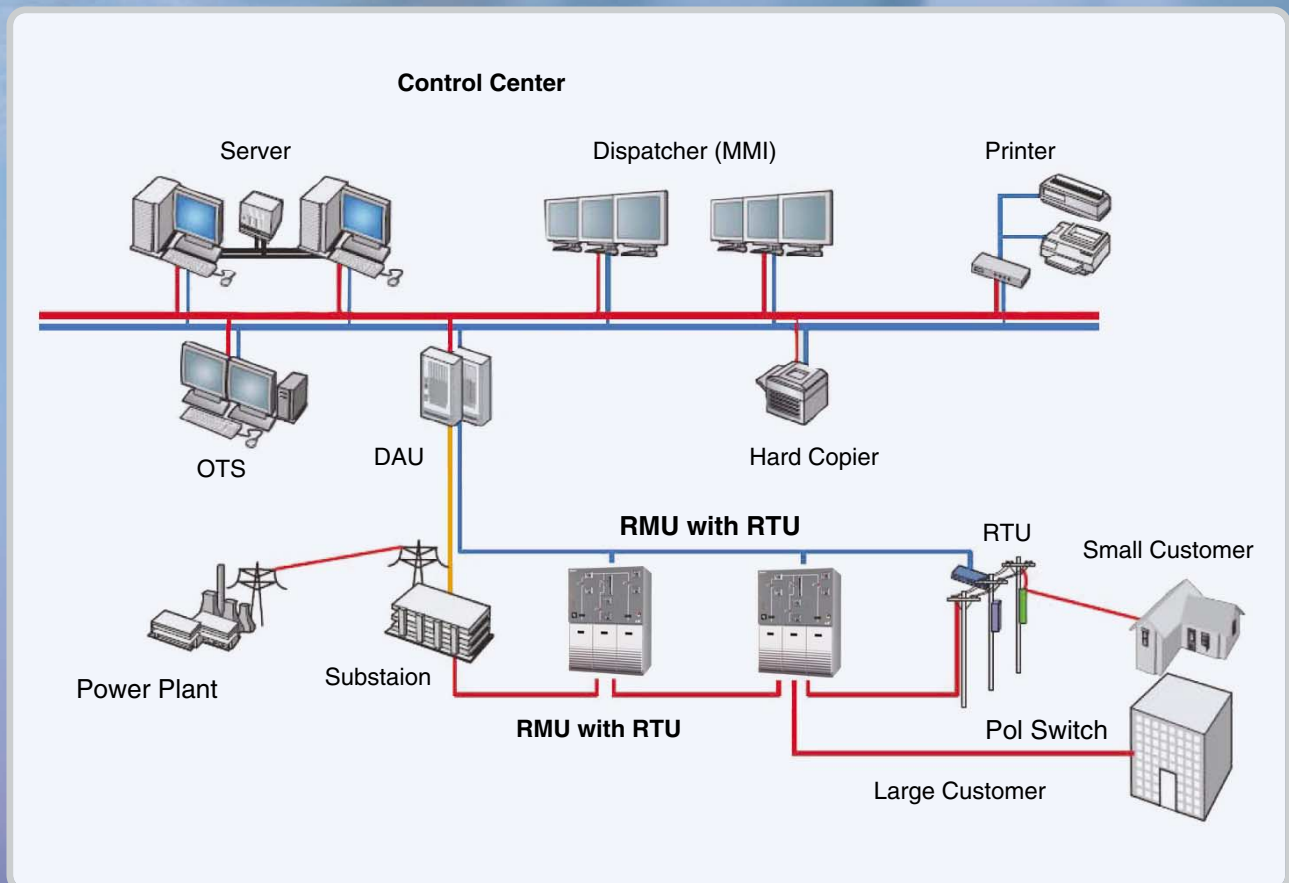 Control Center
Server
Dispatcher (MMI)
Printer
OTS
DAU
Hard Copier
RMU with RTU
RTU
Small Customer
Power Plant
Substaion
RMU with RTU
Pol Switch
Large Customer